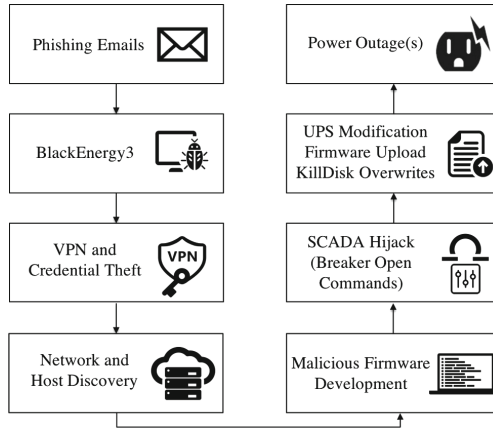 Phishing Emails
BlackEnergy3
VPN and
Credential Theft
VPN
Network and
Host Discovery
Malicious Firmware
Development
SCADA Hijack
(Breaker Open
Commands)
UPS Modification
Firmware Upload
KillDisk Overwrites
Power Outage(s)